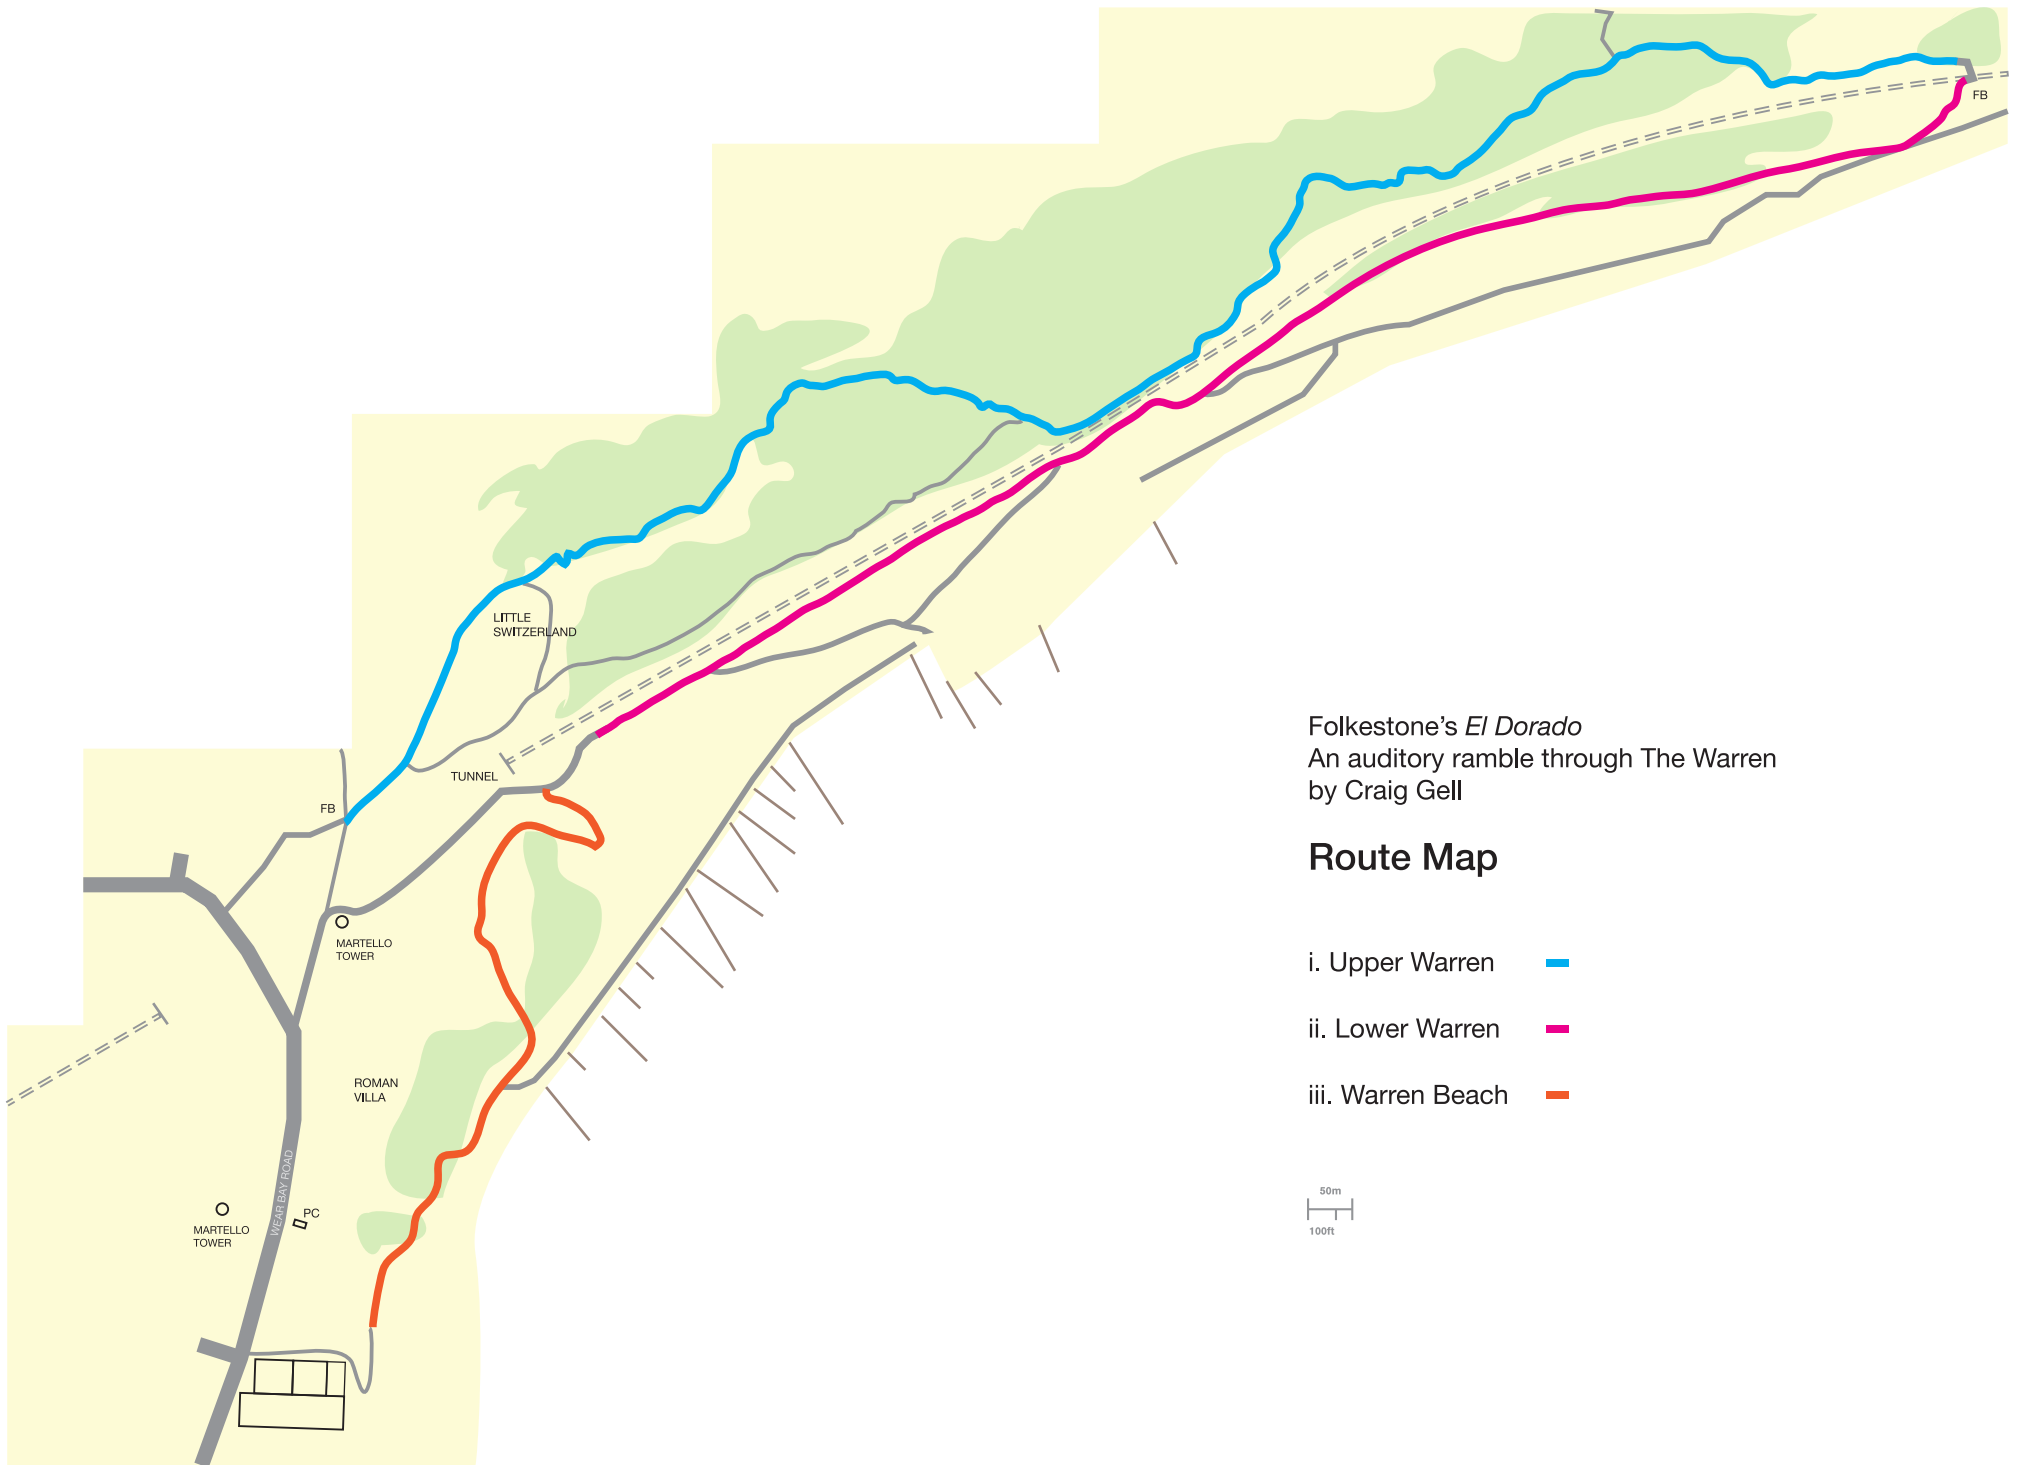 FB
LITTLE
SWITZERLAND
TUNNEL
FB
MARTELLO
TOWER
ROMAN
VILLA
WEAR BAY ROAD
PC
MARTELLO
TOWER
Folkestone's El Dorado
An auditory ramble through The Warren
by Craig Gell
Route Map
i. Upper Warren
ii. Lower Warren
iii. Warren Beach
50m
100ft